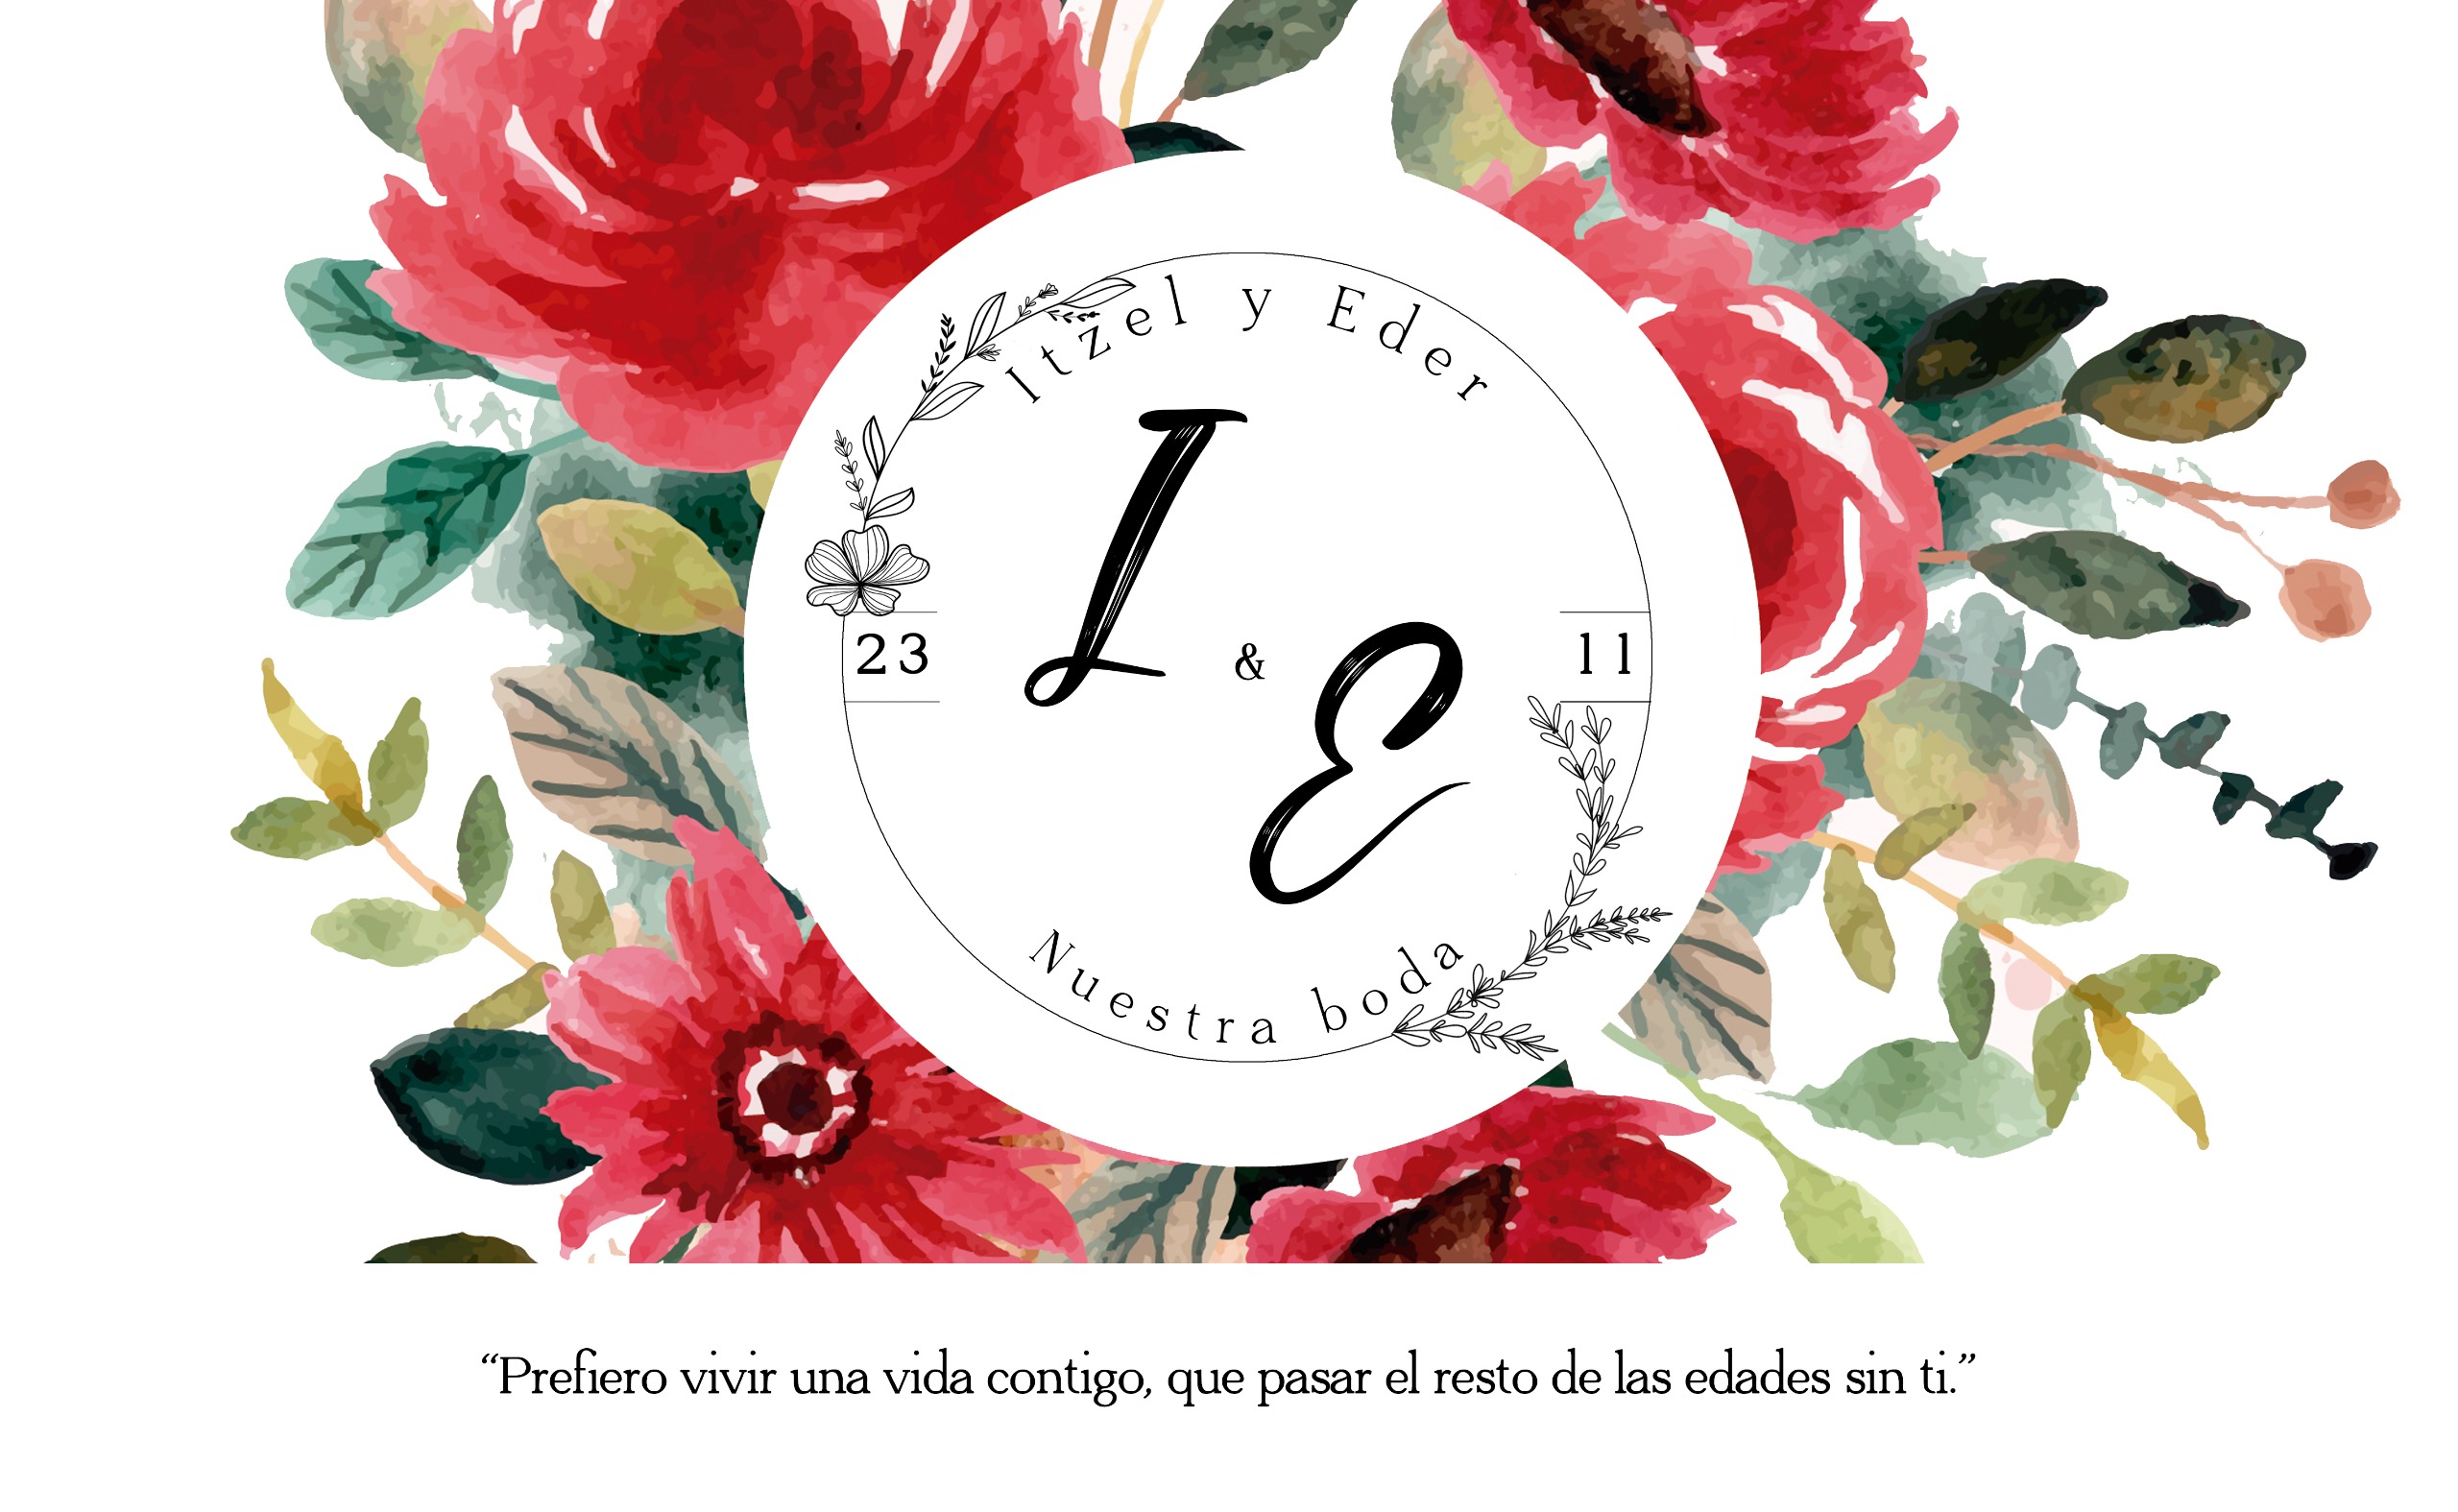 Itzel y Eder
I
23 & 11
E
Nuestra boda
“Prefiero vivir una vida contigo, que pasar el resto de las edades sin ti.”